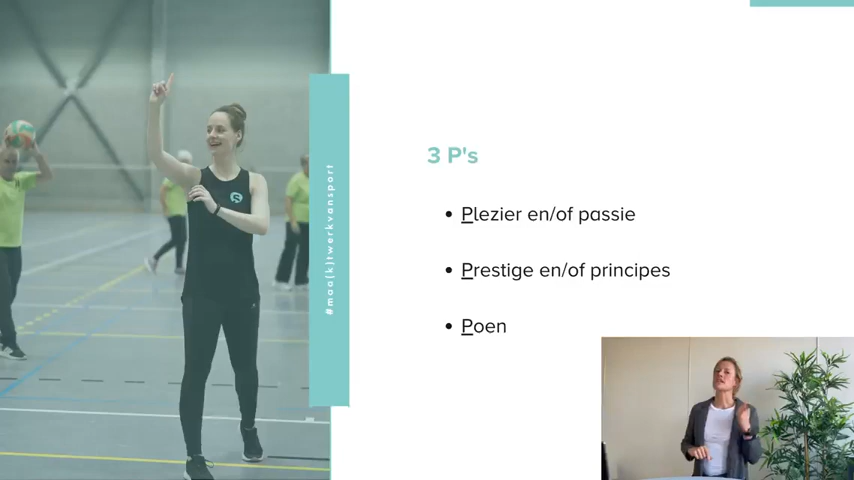 #maa(k)twerkvansport
3 P's
• Plezier en/of passie
• Prestige en/of principes
• Poen